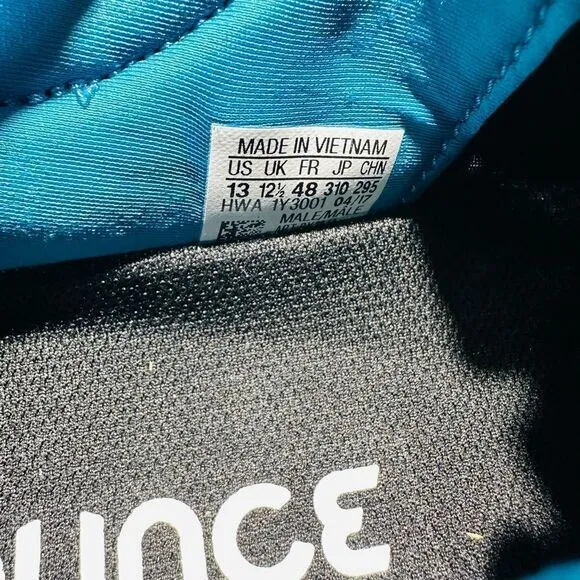 MADE IN VIETNAM
US UK FR JP CHN
13 12½ 48 310 295
HWA 1Y3001 04/17
MALE/MALE
UNCE